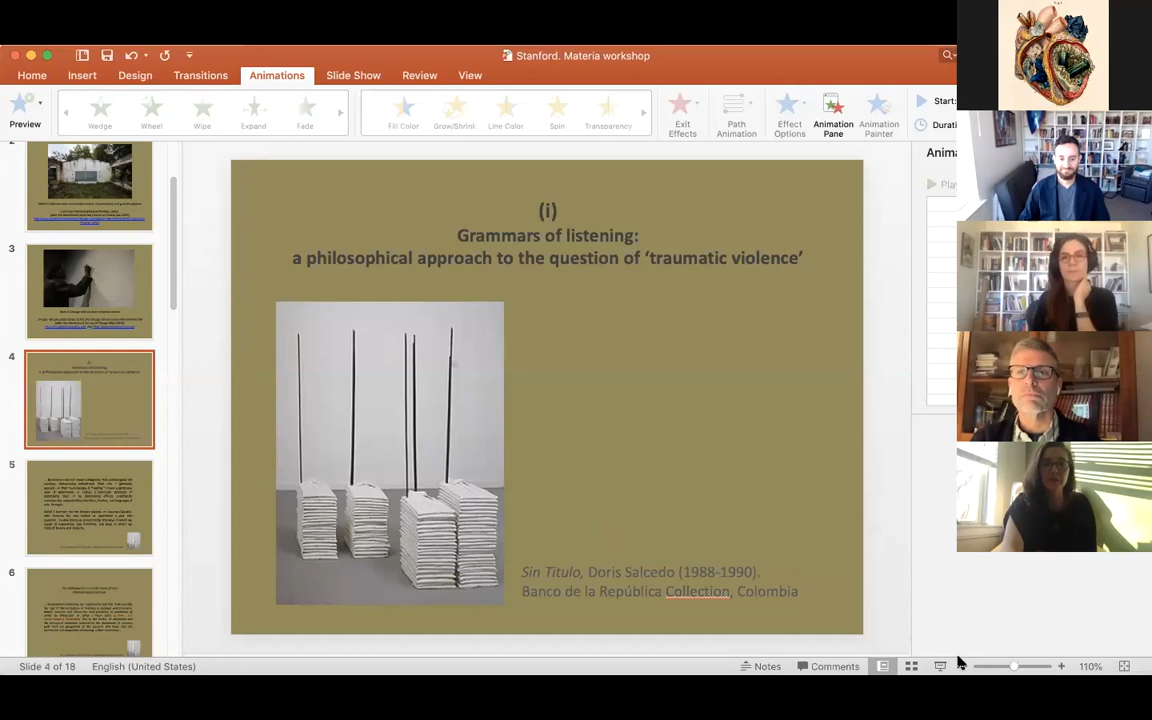 Stanford. Materia workshop
Home Insert Design Transitions Animations Slide Show Review View
Preview
Wedge Wheel Wipe Expand Fade
Fill Color Grow/Shrink Line Color Spin Transparency
Exit Effects
Path Animation
Effect Options
Animation Pane
Animation Painter
Start:
Durati
Anima
Play
3
4
5
6
(i)
Grammars of listening:
a philosophical approach to the question of ‘traumatic violence’
Sin Titulo, Doris Salcedo (1988-1990).
Banco de la República Collection, Colombia
Slide 4 of 18 English (United States) Notes Comments 110%